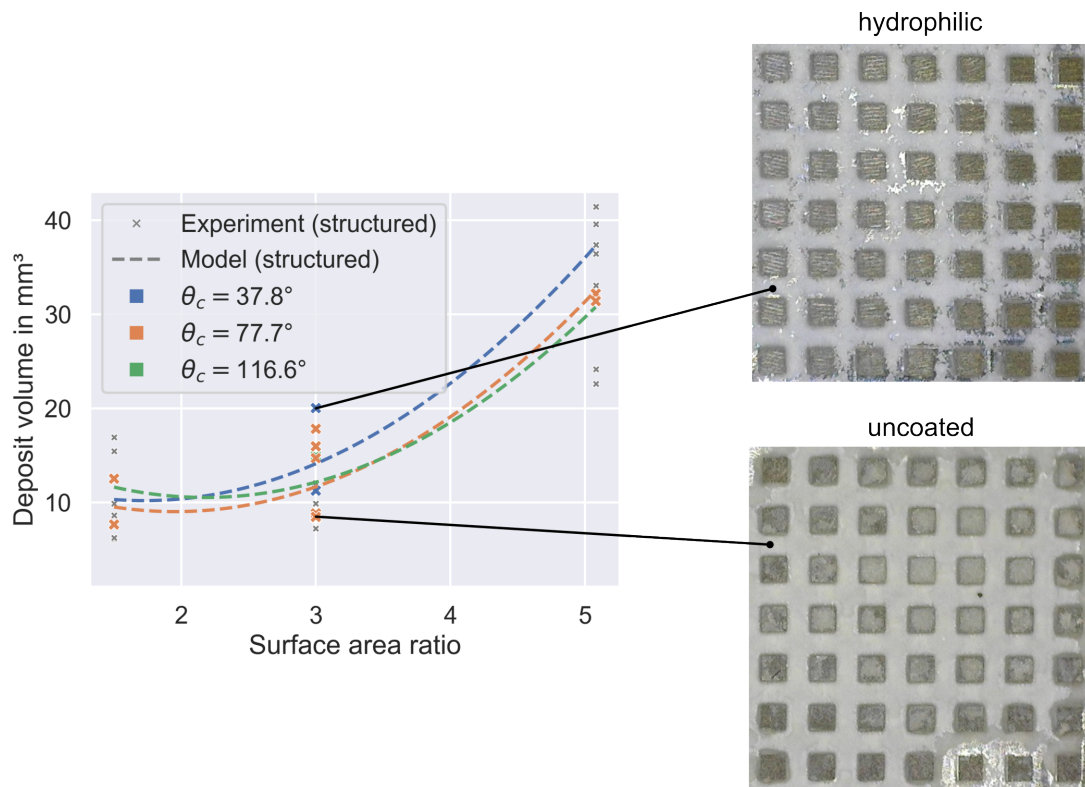 hydrophilic
Experiment (structured)
Model (structured)
θc = 37.8°
θc = 77.7°
θc = 116.6°
40
30
20
10
Deposit volume in mm³
2 3 4 5
Surface area ratio
uncoated